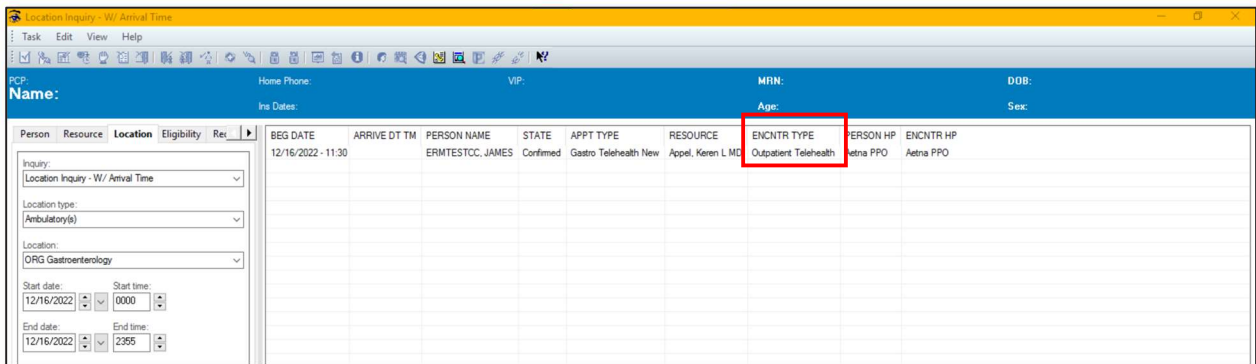 Location Inquiry - W/ Arrival Time
Task Edit View Help
PCP: Home Phone: VIP: MRN: DOB:
Name:
Ins Dates: Age: Sex:
Person Resource Location Eligibility Rec
BEG DATE ARRIVE DT TM PERSON NAME STATE APPT TYPE RESOURCE ENCNTR TYPE PERSON HP ENCNTR HP
12/16/2022 - 11:30 ERMTESTCC, JAMES Confirmed Gastro Telehealth New Appel, Keren L MD Outpatient Telehealth Aetna PPO Aetna PPO
Inquiry:
Location Inquiry - W/ Arrival Time
Location type:
Ambulatory(s)
Location:
ORG Gastroenterology
Start date: Start time:
12/16/2022 0000
End date: End time:
12/16/2022 2355